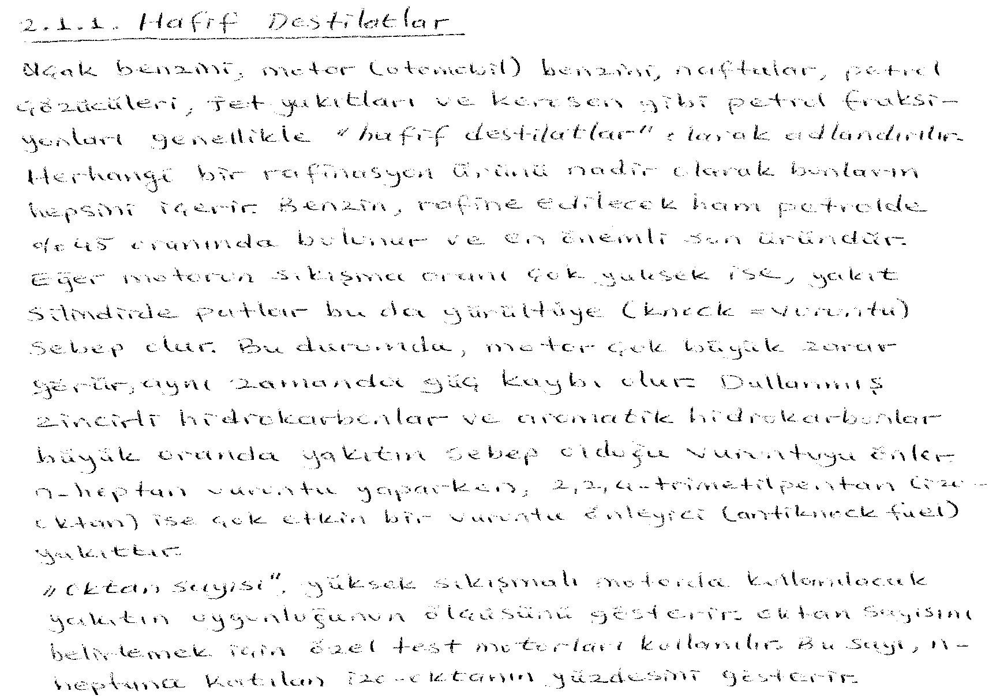 2.1.1. Hafif Destilatlar
Uçak benzini, motor (otomobil) benzini, naftalar, petrol
çözücüleri, jet yakıtları ve kerosen gibi petrol fraksi-
yonları genellikle "hafif destilatlar" olarak adlandırılır.
Herhangi bir rafinasyon ürünü nadir olarak bunların
hepsini içerir. Benzin, rafine edilecek ham petrolde
%45 oranında bulunur ve en önemli son üründür.
Eğer motorun sıkışma oranı çok yüksek ise, yakıt
silindirde patlar bu da gürültüye (knock = vuruntu)
sebep olur. Bu durumda, motor çok büyük zarar
görür, aynı zamanda güç kaybı olur. Dallanmış
zincirli hidrokarbonlar ve aromatik hidrokarbonlar
büyük oranda yakıtın sebep olduğu vuruntuyu önler.
n-heptan vuruntu yaparken, 2,2,4-trimetilpentan (izo-
oktan) ise çok etkin bir vuruntu önleyici (antiknock fuel)
yakıttır.
"Oktan sayısı", yüksek sıkışmalı motorda kullanılacak
yakıtın uygunluğunun ölçüsünü gösterir. Oktan sayısını
belirlemek için özel test motorları kullanılır. Bu sayı, n-
heptana katılan izo-oktanın yüzdesini gösterir.